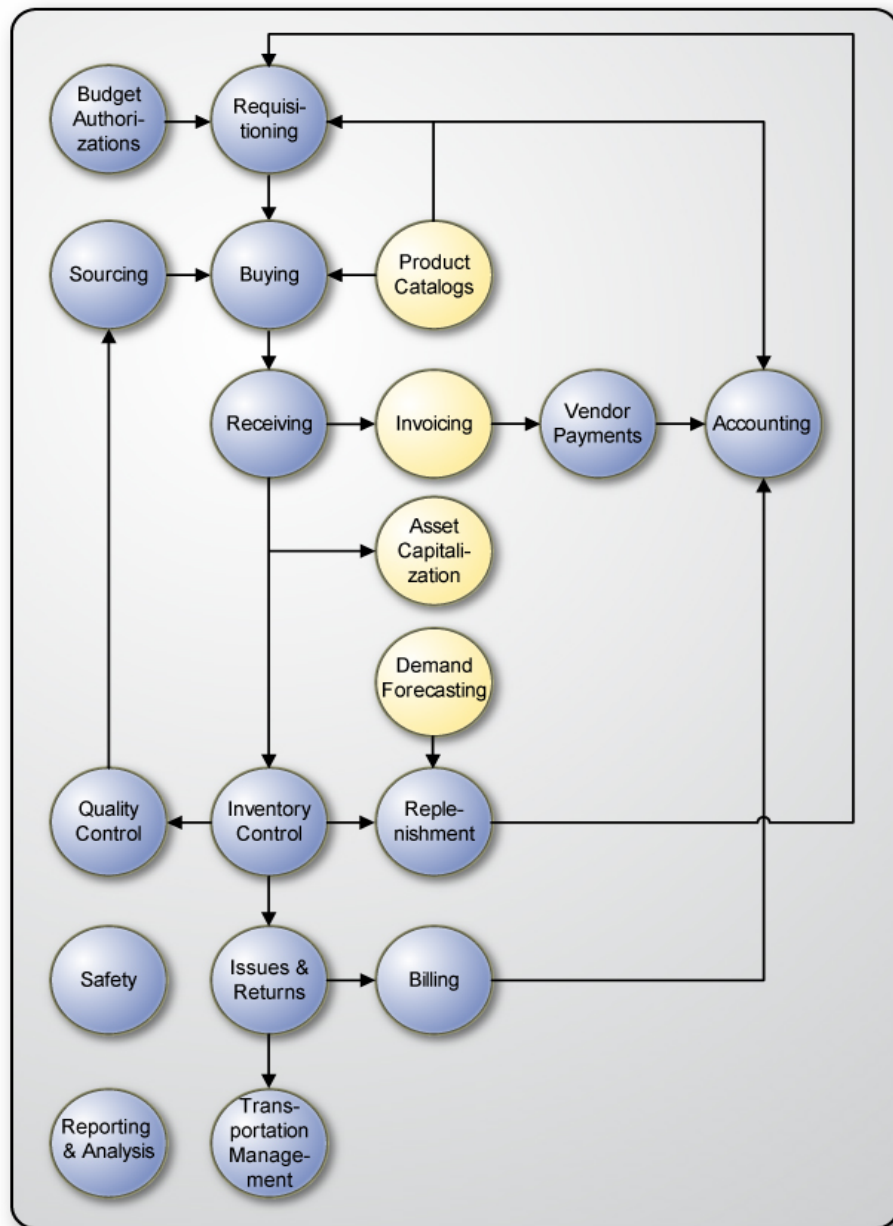 Budget
Authori-
zations
Requisi-
tioning
Sourcing
Buying
Product
Catalogs
Receiving
Invoicing
Vendor
Payments
Accounting
Asset
Capitali-
zation
Demand
Forecasting
Quality
Control
Inventory
Control
Reple-
nishment
Safety
Issues &
Returns
Billing
Reporting
& Analysis
Trans-
portation
Manage-
ment